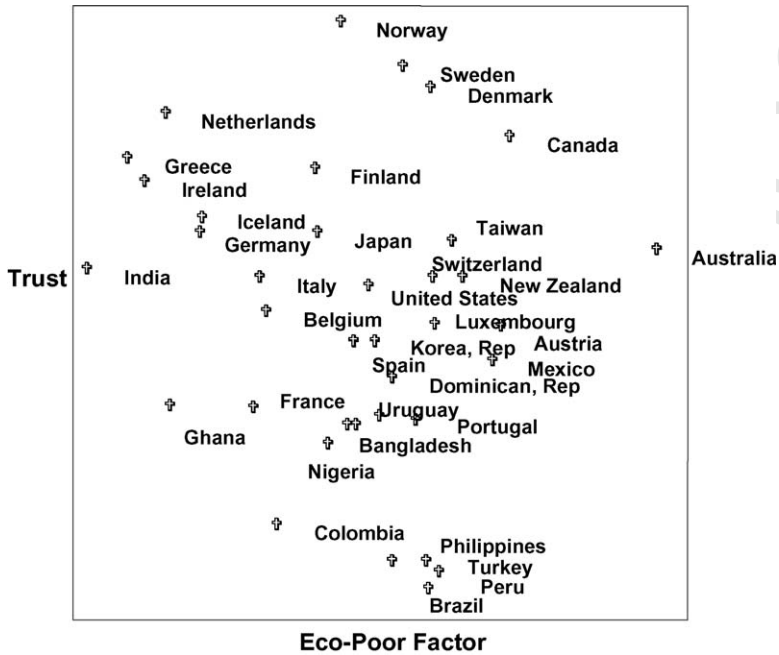 Norway
Sweden
Denmark
Netherlands
Canada
Greece
Finland
Ireland
Iceland
Taiwan
Germany
Japan
Australia
Switzerland
Trust
India
Italy
New Zealand
United States
Belgium
Luxembourg
Korea, Rep
Austria
Spain
Mexico
Dominican, Rep
France
Uruguay
Ghana
Portugal
Bangladesh
Nigeria
Colombia
Philippines
Turkey
Peru
Brazil
Eco-Poor Factor